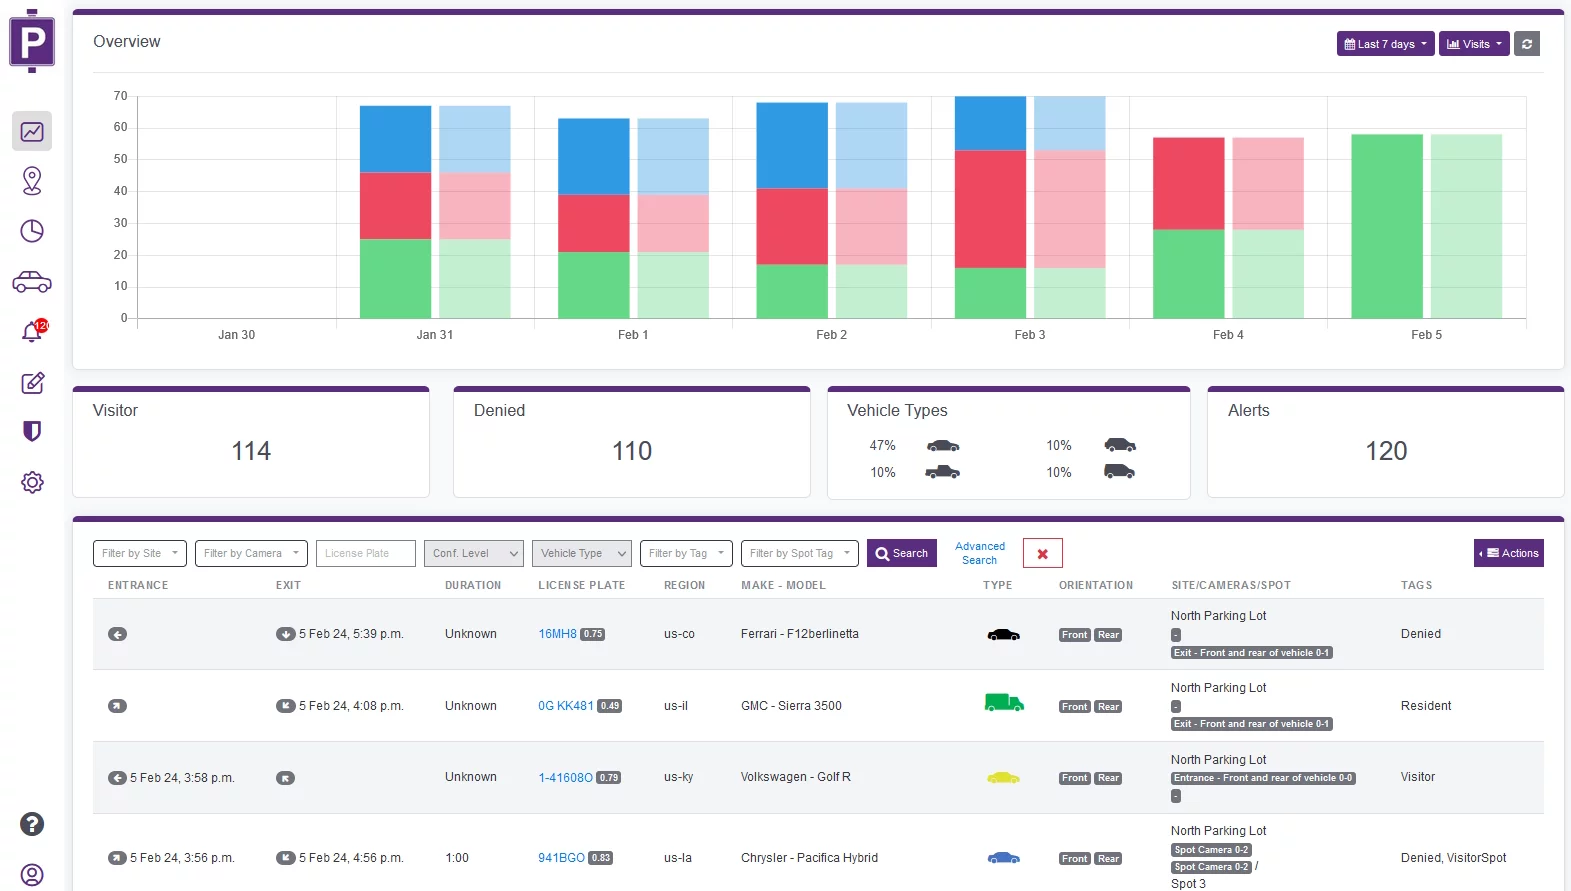 P
Overview
Last 7 days
Visits
70
60
50
40
30
20
10
0
Jan 30
Jan 31
Feb 1
Feb 2
Feb 3
Feb 4
Feb 5
120
Visitor
114
Denied
110
Vehicle Types
47%
10%
10%
10%
Alerts
120
Filter by Site
Filter by Camera
License Plate
Conf. Level
Vehicle Type
Filter by Tag
Filter by Spot Tag
Search
Advanced
Search
Actions
ENTRANCE EXIT DURATION LICENSE PLATE REGION MAKE - MODEL TYPE ORIENTATION SITE/CAMERAS/SPOT TAGS
5 Feb 24, 5:39 p.m. Unknown 16MH8 0.75 us-co Ferrari - F12berlinetta Front Rear
North Parking Lot
-
Exit - Front and rear of vehicle 0-1
Denied
5 Feb 24, 4:08 p.m. Unknown 0G KK481 0.49 us-il GMC - Sierra 3500 Front Rear
North Parking Lot
-
Exit - Front and rear of vehicle 0-1
Resident
5 Feb 24, 3:58 p.m. Unknown 1-41608O 0.79 us-ky Volkswagen - Golf R Front Rear
North Parking Lot
Entrance - Front and rear of vehicle 0-0
-
Visitor
5 Feb 24, 3:56 p.m. 5 Feb 24, 4:56 p.m. 1:00 941BGO 0.83 us-la Chrysler - Pacifica Hybrid Front Rear
North Parking Lot
Spot Camera 0-2
Spot Camera 0-2 /
Spot 3
Denied, VisitorSpot
?